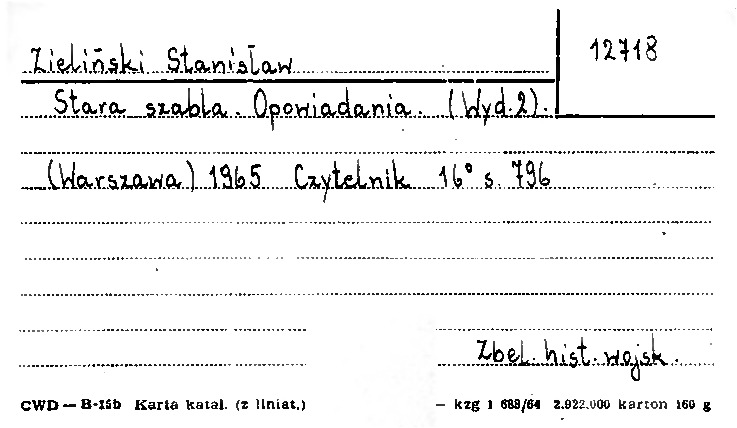 12718
Zieliński Stanisław
Stara szabla. Opowiadania. (Wyd. 2).
(Warszawa) 1965 Czytelnik 16° s. 796
Zbel. hist. wojsk.
CWD — B-15b Karta katal. (z liniat.) — kzg 1 688/64 2.922.000 karton 160 g